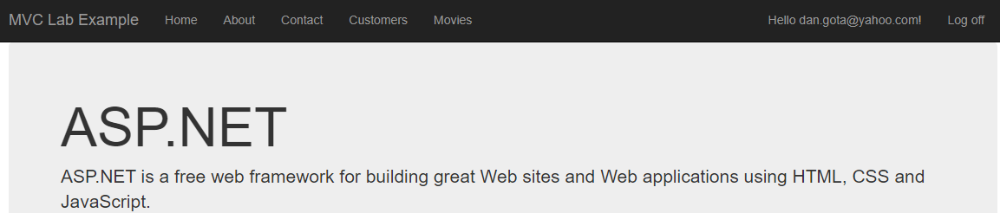 MVC Lab Example Home About Contact Customers Movies Hello dan.gota@yahoo.com! Log off
ASP.NET
ASP.NET is a free web framework for building great Web sites and Web applications using HTML, CSS and
JavaScript.